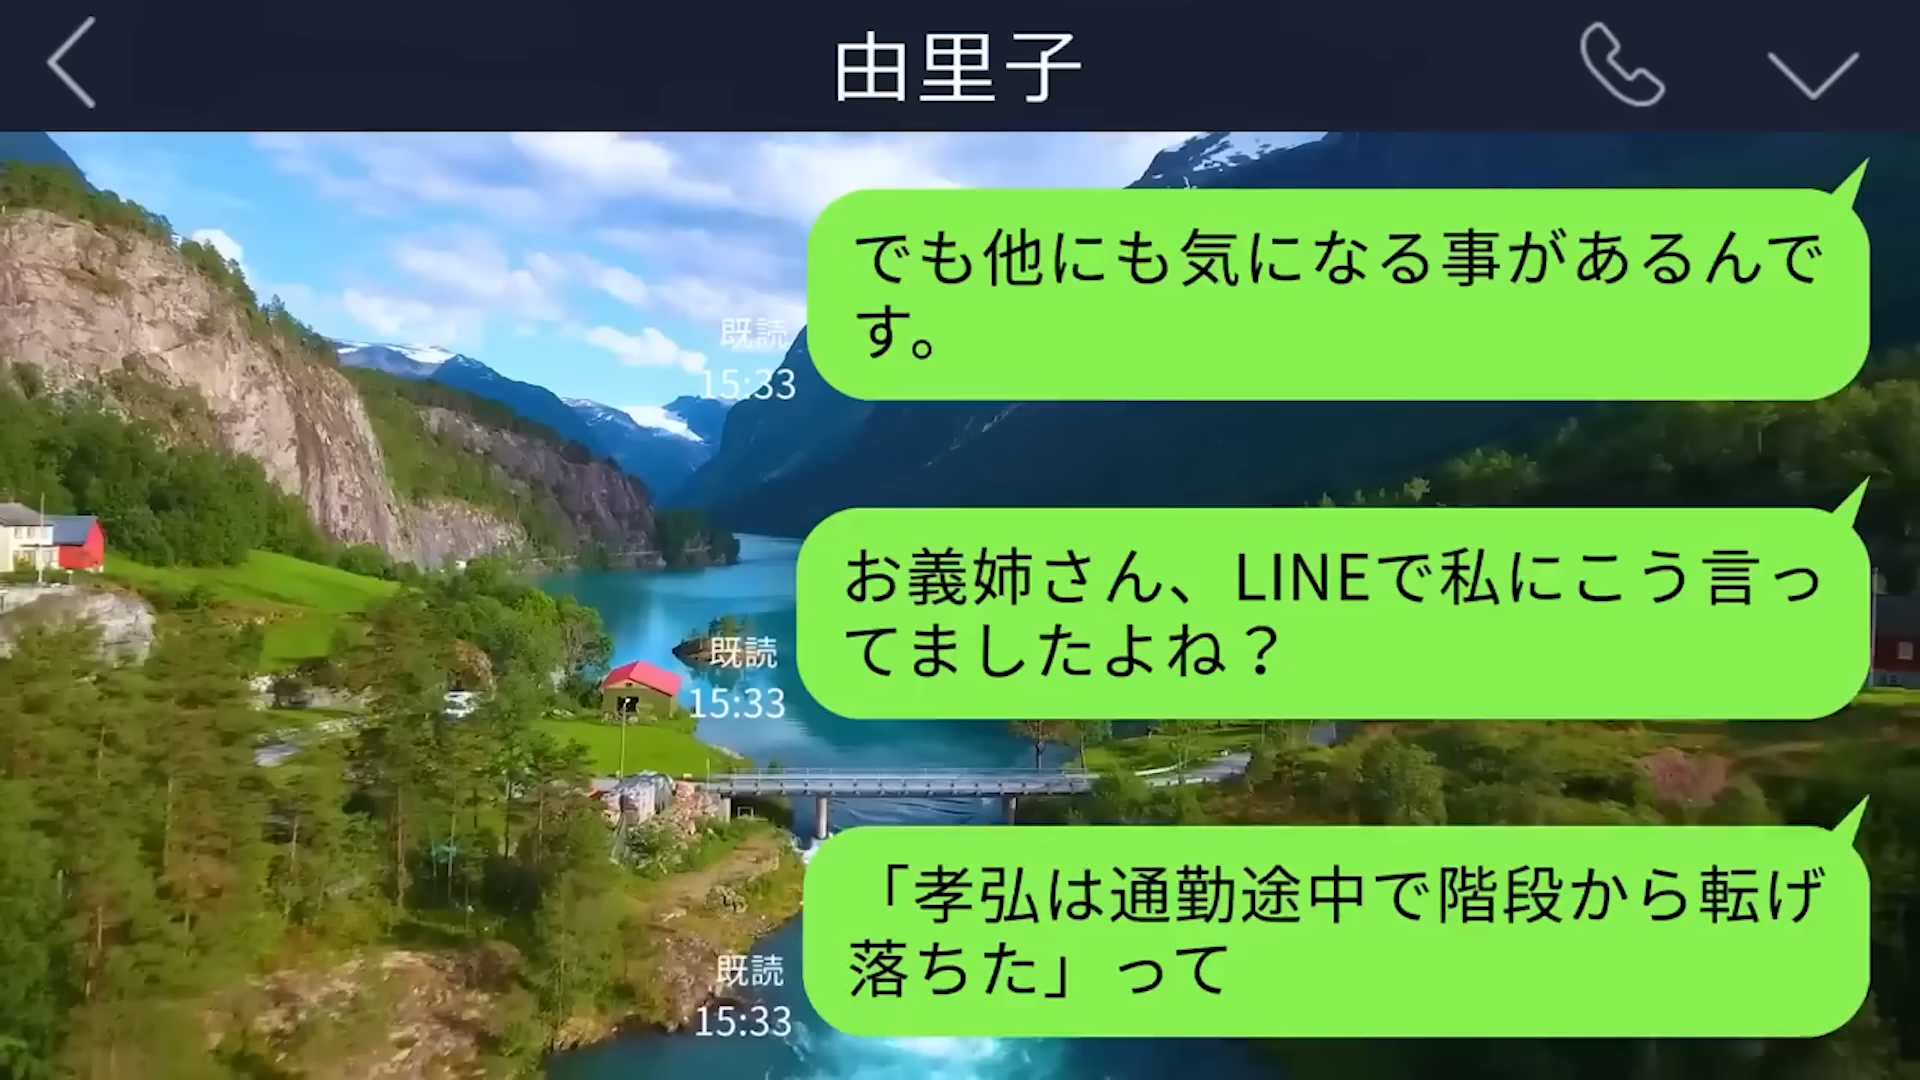 由里子
でも他にも気になる事があるんで
す。
既読
15:33
お義姉さん、LINEで私にこう言っ
てましたよね？
既読
15:33
「孝弘は通勤途中で階段から転げ
落ちた」って
既読
15:33